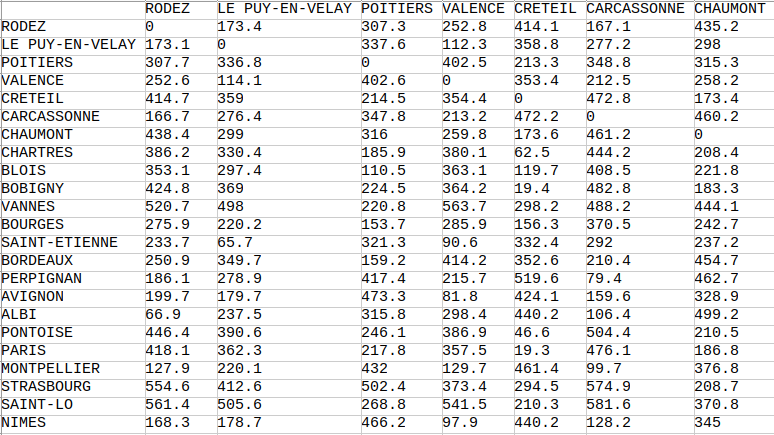 RODEZ LE PUY-EN-VELAY POITIERS VALENCE CRETEIL CARCASSONNE CHAUMONT
RODEZ 0 173.4 307.3 252.8 414.1 167.1 435.2
LE PUY-EN-VELAY 173.1 0 337.6 112.3 358.8 277.2 298
POITIERS 307.7 336.8 0 402.5 213.3 348.8 315.3
VALENCE 252.6 114.1 402.6 0 353.4 212.5 258.2
CRETEIL 414.7 359 214.5 354.4 0 472.8 173.4
CARCASSONNE 166.7 276.4 347.8 213.2 472.2 0 460.2
CHAUMONT 438.4 299 316 259.8 173.6 461.2 0
CHARTRES 386.2 330.4 185.9 380.1 62.5 444.2 208.4
BLOIS 353.1 297.4 110.5 363.1 119.7 408.5 221.8
BOBIGNY 424.8 369 224.5 364.2 19.4 482.8 183.3
VANNES 520.7 498 220.8 563.7 298.2 488.2 444.1
BOURGES 275.9 220.2 153.7 285.9 156.3 370.5 242.7
SAINT-ETIENNE 233.7 65.7 321.3 90.6 332.4 292 237.2
BORDEAUX 250.9 349.7 159.2 414.2 352.6 210.4 454.7
PERPIGNAN 186.1 278.9 417.4 215.7 519.6 79.4 462.7
AVIGNON 199.7 179.7 473.3 81.8 424.1 159.6 328.9
ALBI 66.9 237.5 315.8 298.4 440.2 106.4 499.2
PONTOISE 446.4 390.6 246.1 386.9 46.6 504.4 210.5
PARIS 418.1 362.3 217.8 357.5 19.3 476.1 186.8
MONTPELLIER 127.9 220.1 432 129.7 461.4 99.7 376.8
STRASBOURG 554.6 412.6 502.4 373.4 294.5 574.9 208.7
SAINT-LO 561.4 505.6 268.8 541.5 210.3 581.6 370.8
NIMES 168.3 178.7 466.2 97.9 440.2 128.2 345